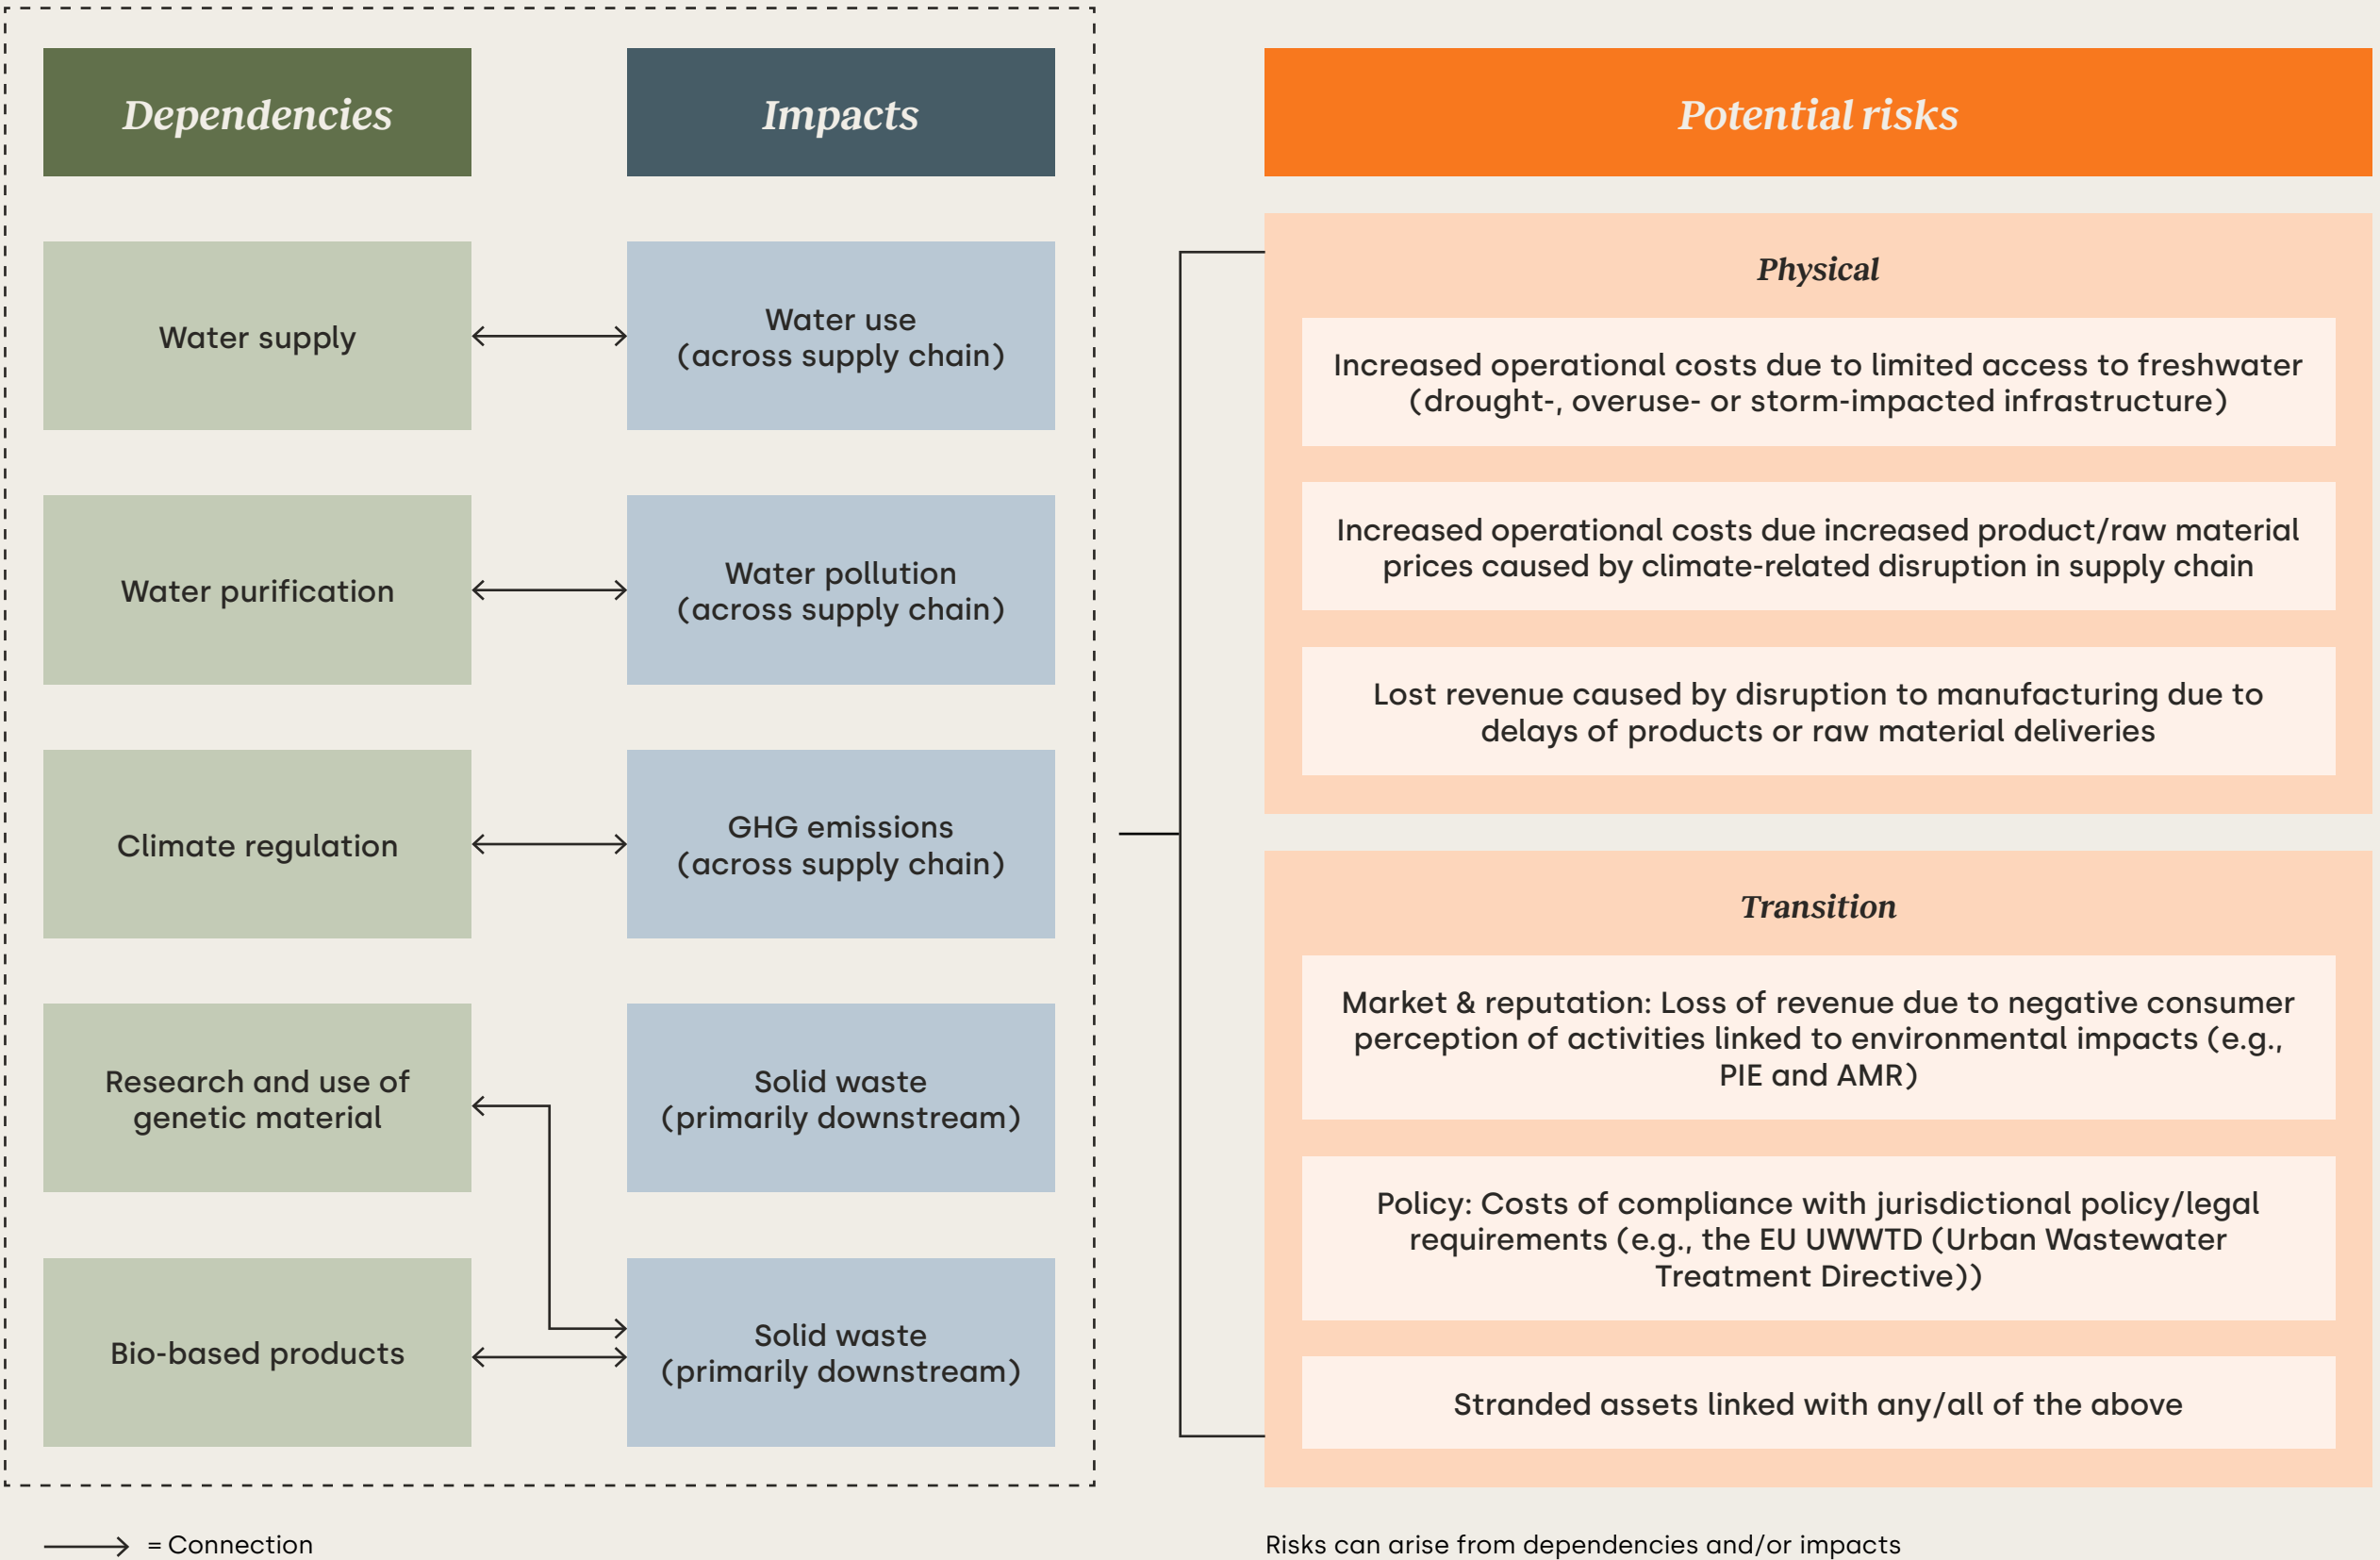 Dependencies
Impacts
Potential risks
Water supply
Water use
(across supply chain)
Water purification
Water pollution
(across supply chain)
Climate regulation
GHG emissions
(across supply chain)
Research and use of
genetic material
Solid waste
(primarily downstream)
Bio-based products
Solid waste
(primarily downstream)
Physical
Increased operational costs due to limited access to freshwater
(drought-, overuse- or storm-impacted infrastructure)
Increased operational costs due increased product/raw material
prices caused by climate-related disruption in supply chain
Lost revenue caused by disruption to manufacturing due to
delays of products or raw material deliveries
Transition
Market & reputation: Loss of revenue due to negative consumer
perception of activities linked to environmental impacts (e.g.,
PIE and AMR)
Policy: Costs of compliance with jurisdictional policy/legal
requirements (e.g., the EU UWWTD (Urban Wastewater
Treatment Directive))
Stranded assets linked with any/all of the above
= Connection
Risks can arise from dependencies and/or impacts